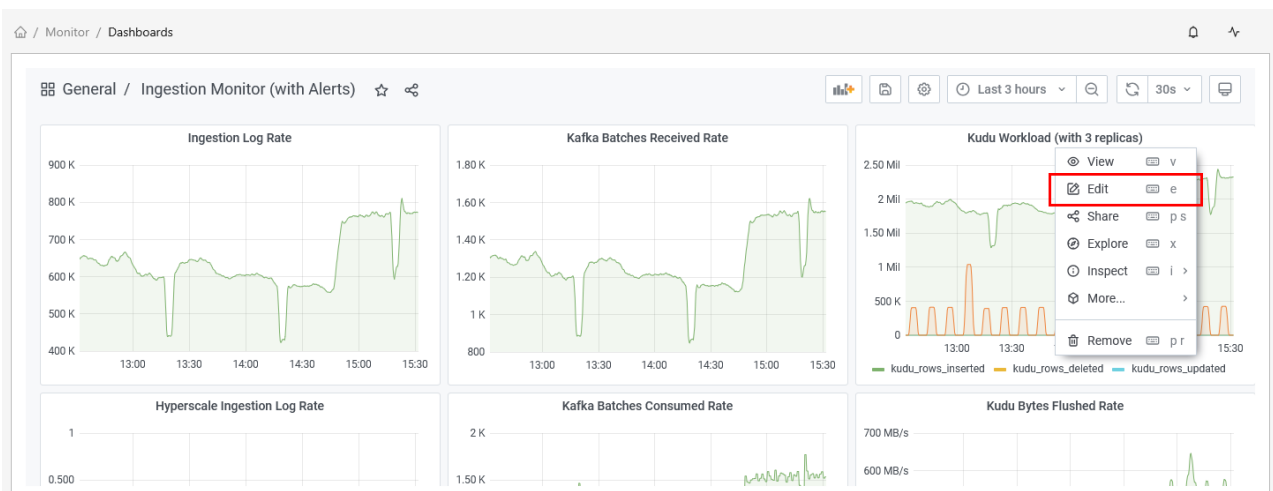 / Monitor / Dashboards
General / Ingestion Monitor (with Alerts)
Last 3 hours
30s
Ingestion Log Rate
900 K
800 K
700 K
600 K
500 K
400 K
13:00 13:30 14:00 14:30 15:00 15:30
Kafka Batches Received Rate
1.80 K
1.60 K
1.40 K
1.20 K
1 K
800
13:00 13:30 14:00 14:30 15:00 15:30
Kudu Workload (with 3 replicas)
2.50 Mil
2 Mil
1.50 Mil
1 Mil
500 K
0
13:00 13:30 15:30
kudu_rows_inserted kudu_rows_deleted kudu_rows_updated
View v
Edit e
Share p s
Explore x
Inspect i
More...
Remove p r
Hyperscale Ingestion Log Rate
1
0.500
Kafka Batches Consumed Rate
2 K
1.50 K
Kudu Bytes Flushed Rate
700 MB/s
600 MB/s